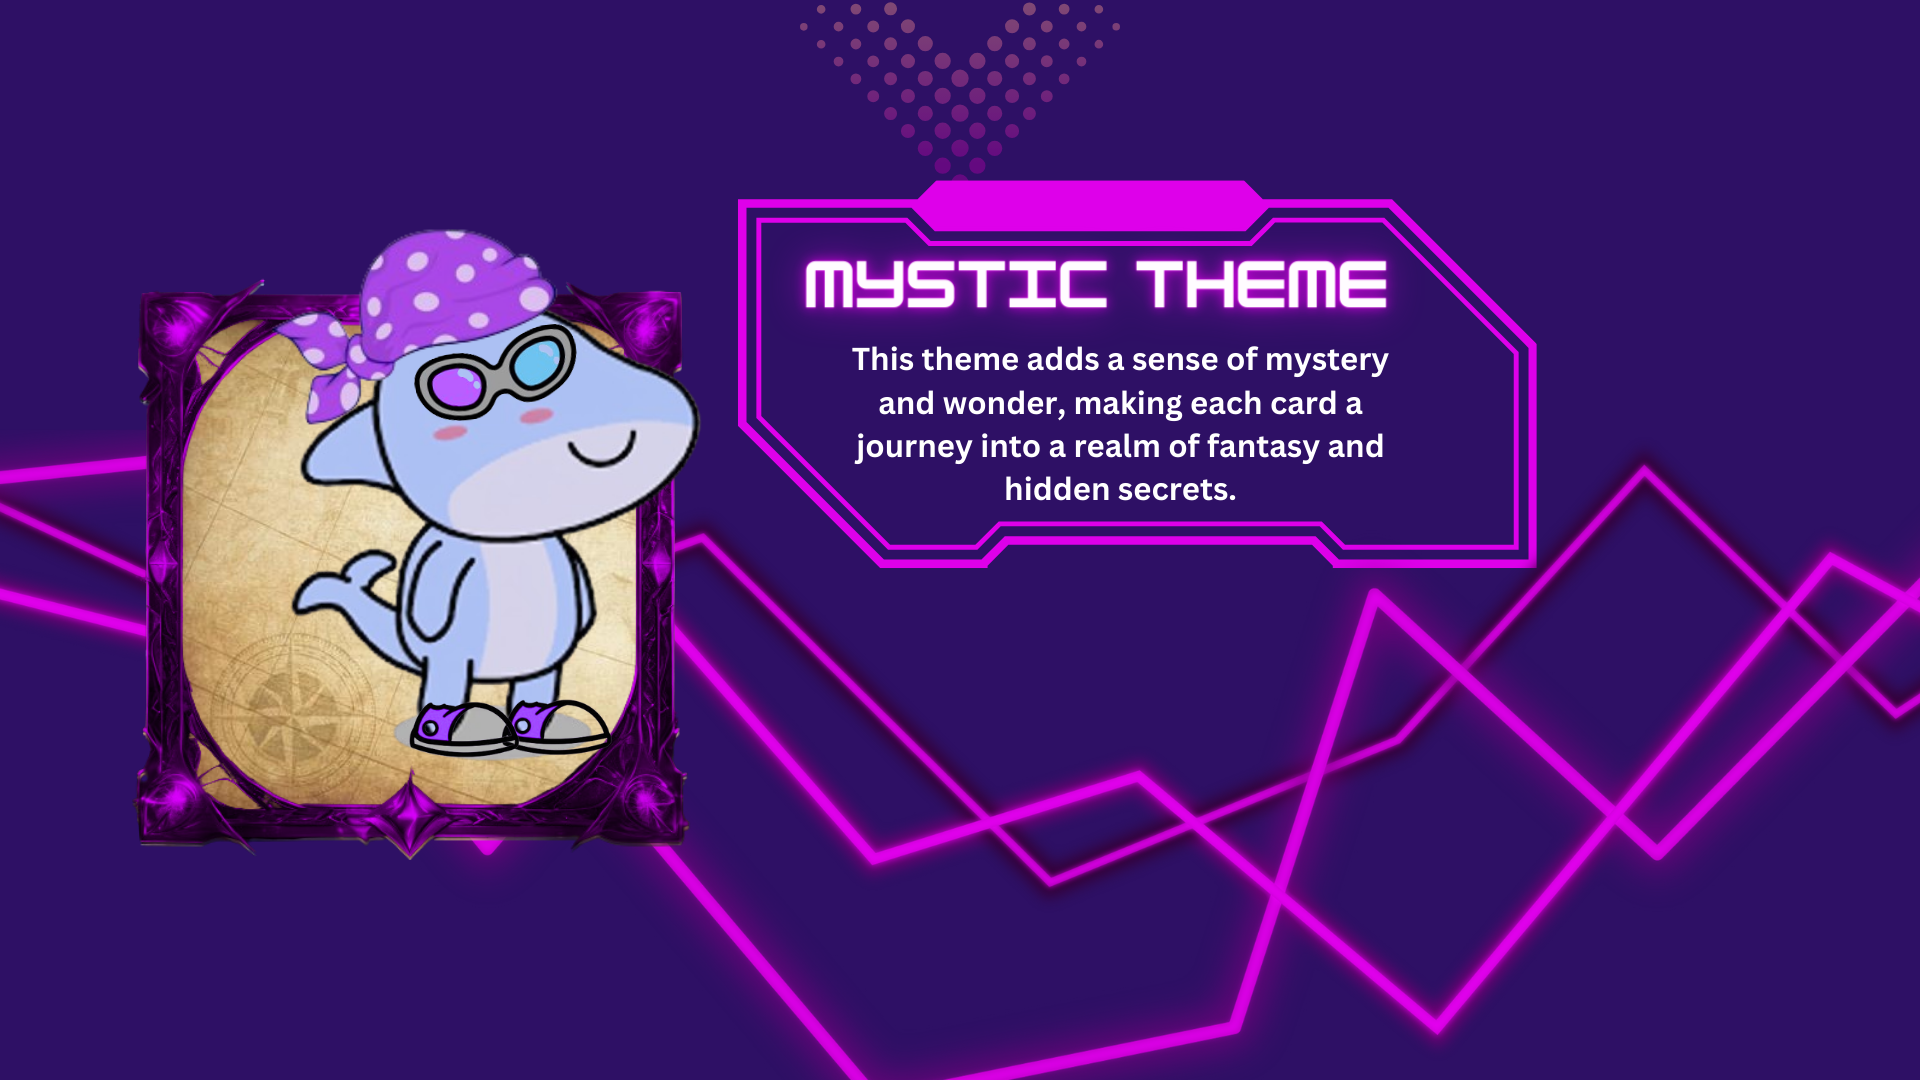 MYSTIC THEME
This theme adds a sense of mystery
and wonder, making each card a
journey into a realm of fantasy and
hidden secrets.